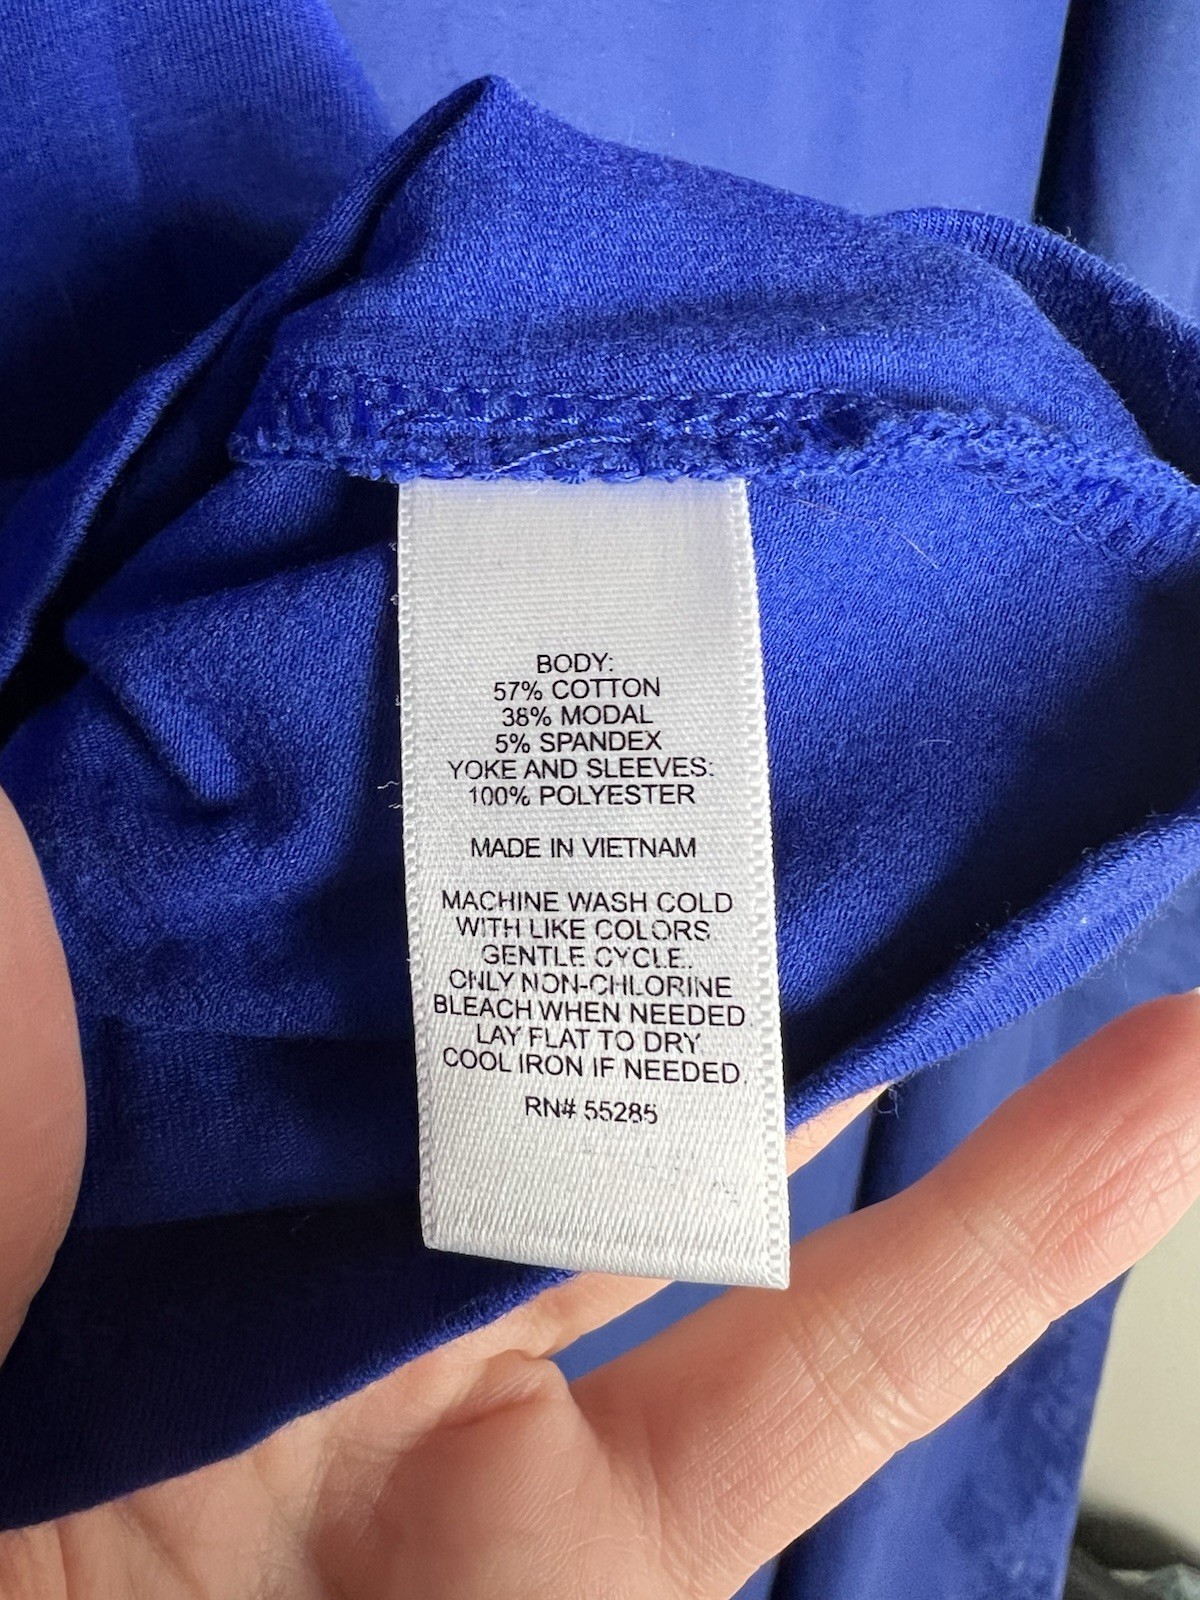 BODY:
57% COTTON
38% MODAL
5% SPANDEX
YOKE AND SLEEVES:
100% POLYESTER
MADE IN VIETNAM
MACHINE WASH COLD
WITH LIKE COLORS.
GENTLE CYCLE.
ONLY NON-CHLORINE
BLEACH WHEN NEEDED.
LAY FLAT TO DRY
COOL IRON IF NEEDED.
RN# 55285